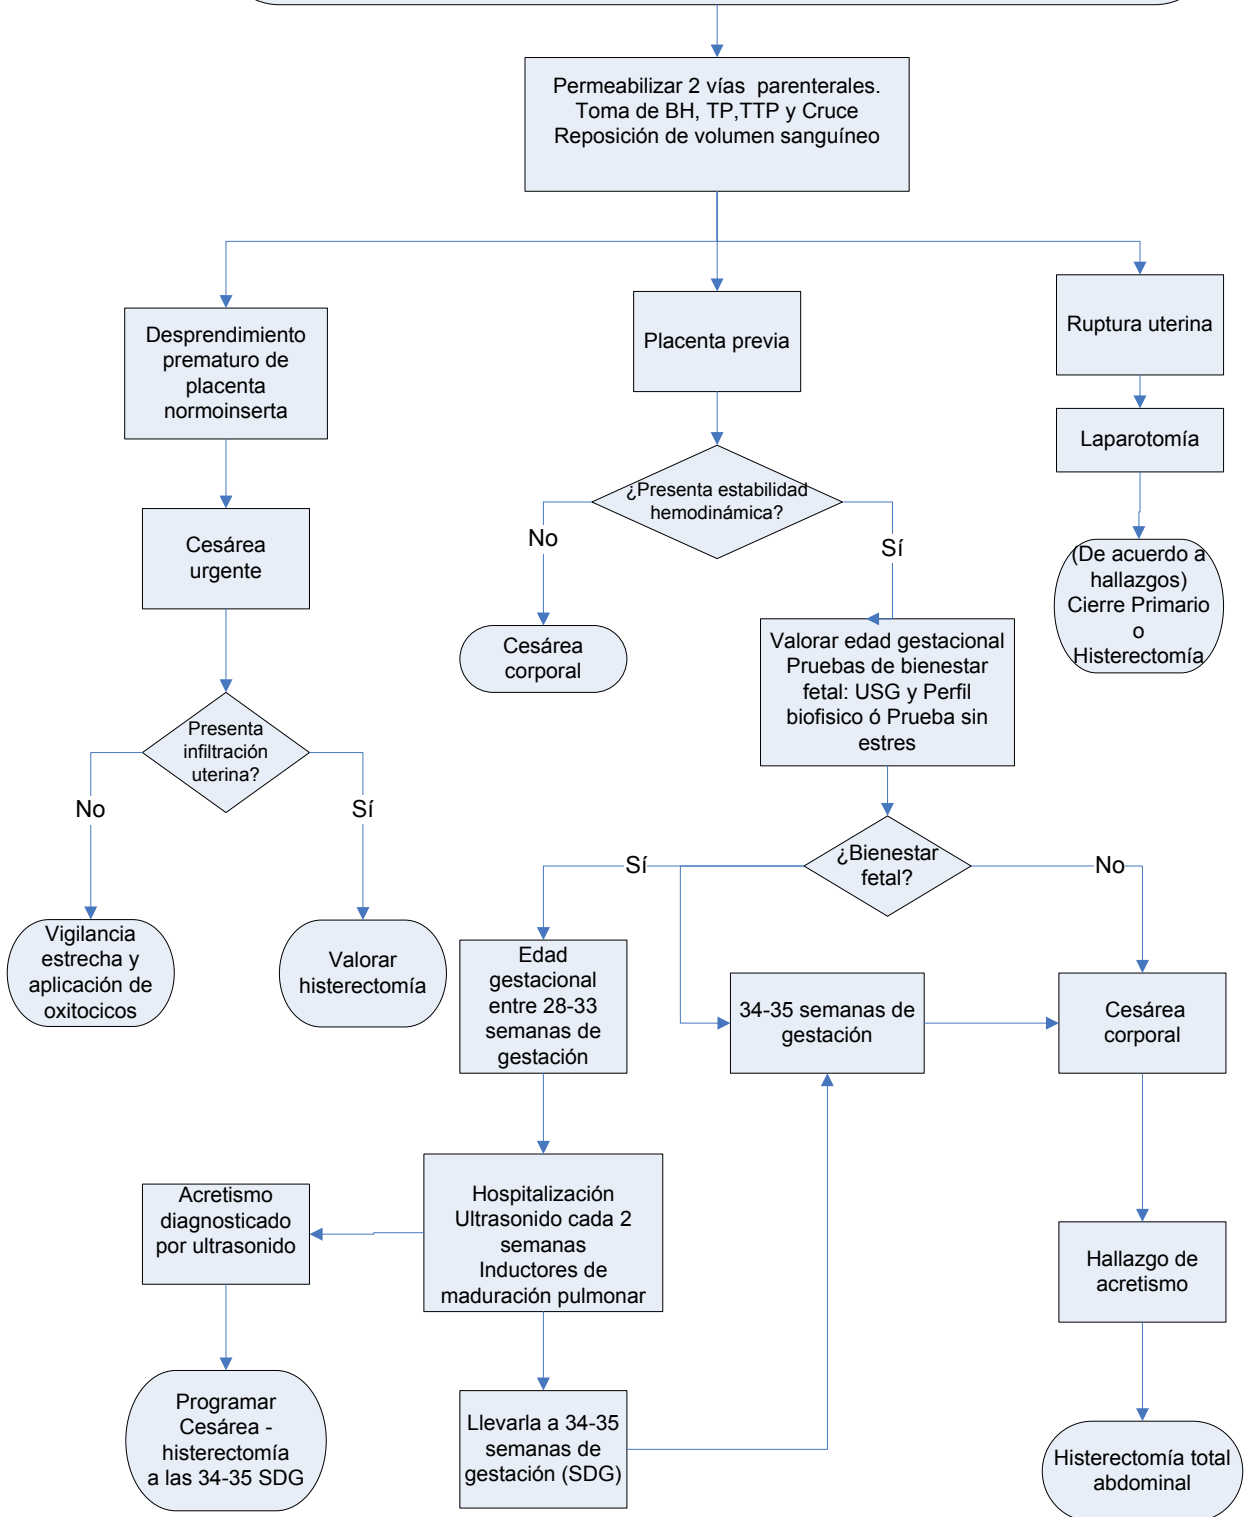 Permeabilizar 2 vías parenterales.
Toma de BH, TP,TTP y Cruce
Reposición de volumen sanguíneo
Desprendimiento
prematuro de
placenta
normoinserta
Placenta previa
Ruptura uterina
Laparotomía
Cesárea
urgente
¿Presenta estabilidad
hemodinámica?
No
Sí
(De acuerdo a
hallazgos)
Cierre Primario
o
Histerectomía
Cesárea
corporal
Valorar edad gestacional
Pruebas de bienestar
fetal: USG y Perfil
biofisico ó Prueba sin
estres
Presenta
infiltración
uterina?
No
Sí
¿Bienestar
fetal?
Sí
No
Vigilancia
estrecha y
aplicación de
oxitocicos
Valorar
histerectomía
Edad
gestacional
entre 28-33
semanas de
gestación
34-35 semanas de
gestación
Cesárea
corporal
Acretismo
diagnosticado
por ultrasonido
Hospitalización
Ultrasonido cada 2
semanas
Inductores de
maduración pulmonar
Hallazgo de
acretismo
Programar
Cesárea -
histerectomía
a las 34-35 SDG
Llevarla a 34-35
semanas de
gestación (SDG)
Histerectomía total
abdominal